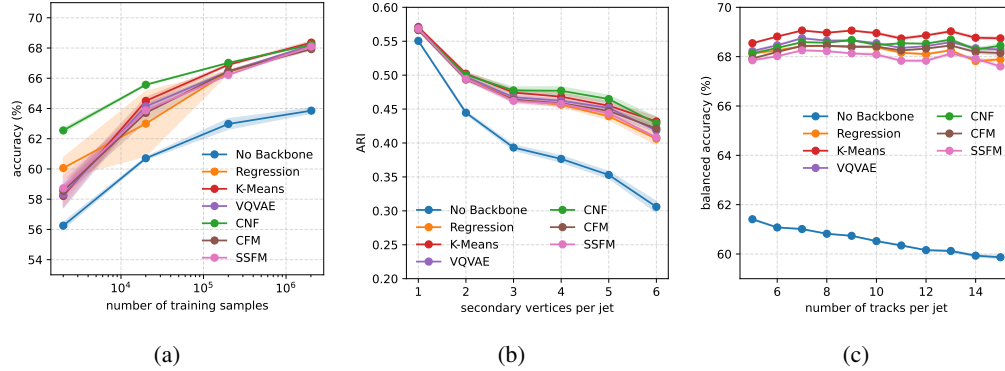 70
68
66
64
62
60
58
56
54
accuracy (%)
No Backbone
Regression
K-Means
VQVAE
CNF
CFM
SSFM
10^4
10^5
10^6
number of training samples
(a)
0.60
0.55
0.50
0.45
0.40
0.35
0.30
0.25
0.20
ARI
No Backbone
Regression
K-Means
VQVAE
CNF
CFM
SSFM
1 2 3 4 5 6
secondary vertices per jet
(b)
70
68
66
64
62
60
balanced accuracy (%)
No Backbone
Regression
K-Means
VQVAE
CNF
CFM
SSFM
6 8 10 12 14
number of tracks per jet
(c)